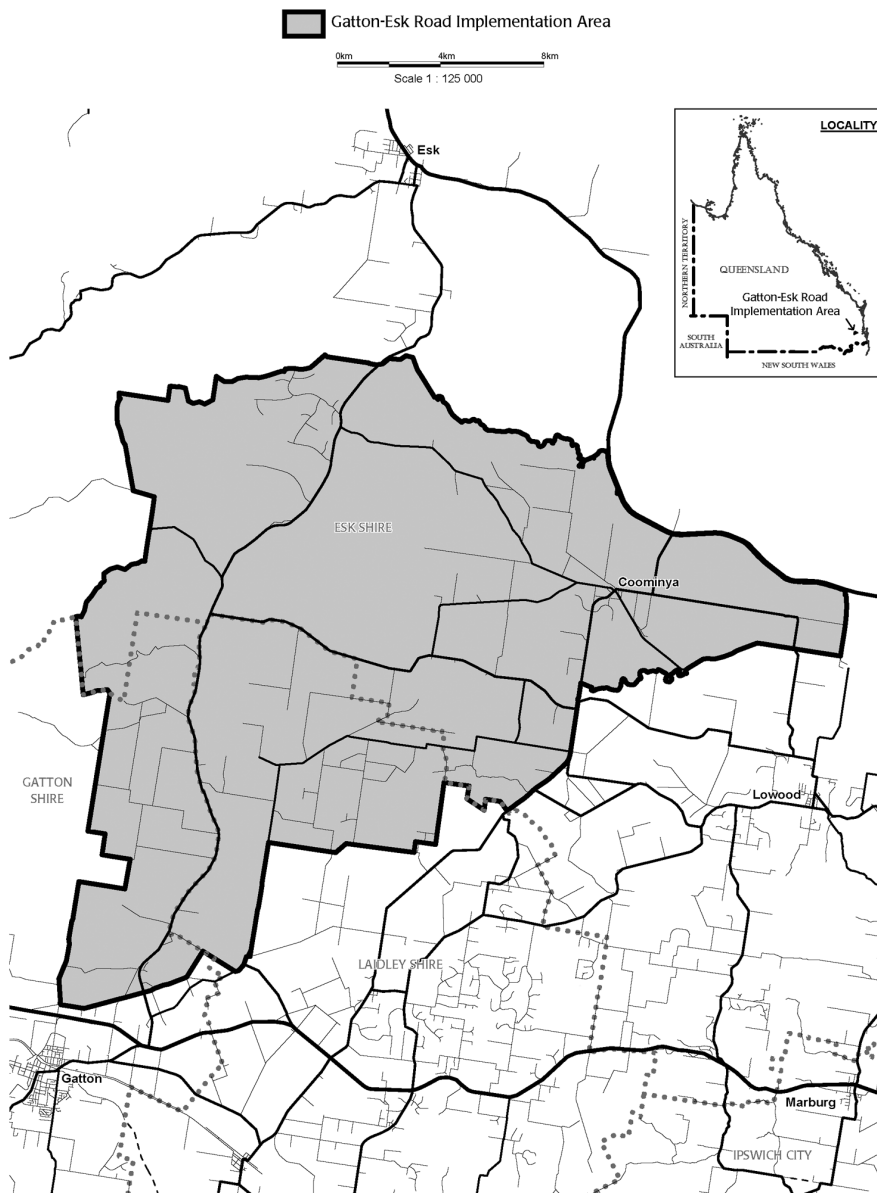 Gatton-Esk Road Implementation Area
0km 4km 8km
Scale 1 : 125 000
LOCALITY
Esk
NORTHERN TERRITORY
QUEENSLAND
Gatton-Esk Road
Implementation Area
SOUTH
AUSTRALIA
NEW SOUTH WALES
ESK SHIRE
Coominya
GATTON
SHIRE
Lowood
LAIDLEY SHIRE
Gatton
Marburg
IPSWICH CITY